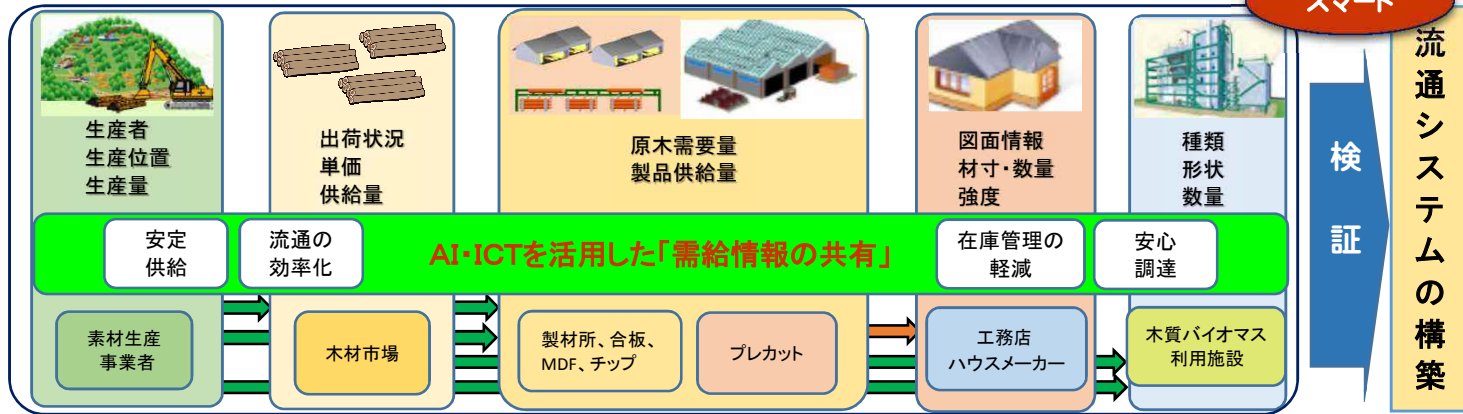 スマート
生産者
生産位置
生産量
出荷状況
単価
供給量
原木需要量
製品供給量
図面情報
材寸・数量
強度
種類
形状
数量
安定
供給
流通の
効率化
AI・ICTを活用した「需給情報の共有」
在庫管理の
軽減
安心
調達
素材生産
事業者
木材市場
製材所、合板、
MDF、チップ
プレカット
工務店
ハウスメーカー
木質バイオマス
利用施設
検証
流通システムの構築